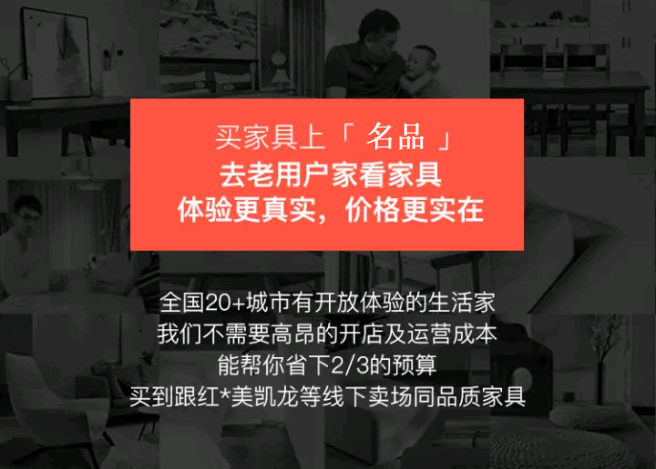 买家具上「名品」
去老用户家看家具
体验更真实，价格更实在
全国20+城市有开放体验的生活家
我们不需要高昂的开店及运营成本
能帮你省下2/3的预算
买到跟红*美凯龙等线下卖场同品质家具